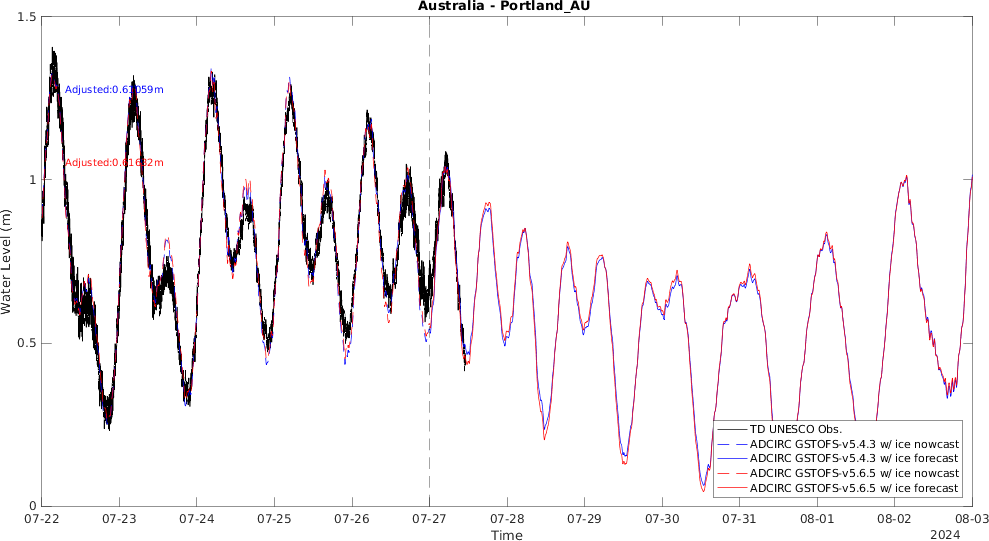 Australia - Portland_AU
1.5
1
0.5
0
Water Level (m)
Adjusted:0.61059m
Adjusted:0.61632m
TD UNESCO Obs.
ADCIRC GSTOFS-v5.4.3 w/ ice nowcast
ADCIRC GSTOFS-v5.4.3 w/ ice forecast
ADCIRC GSTOFS-v5.6.5 w/ ice nowcast
ADCIRC GSTOFS-v5.6.5 w/ ice forecast
07-22 07-23 07-24 07-25 07-26 07-27 07-28 07-29 07-30 07-31 08-01 08-02 08-03
Time
2024